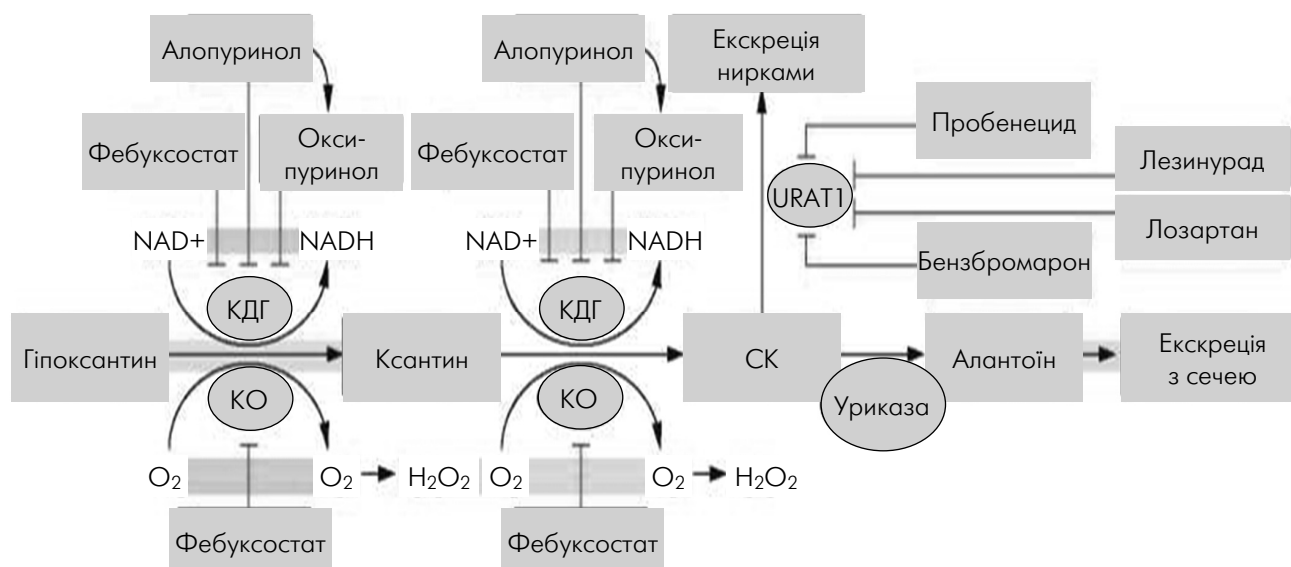 Алопуринол
Алопуринол
Екскреція
нирками
Фебуксостат
Окси-
пуринол
Фебуксостат
Окси-
пуринол
Пробенецид
Лезинурад
URAT1
Лозартан
NAD+
NADH
NAD+
NADH
Бензбромарон
КДГ
КДГ
Гіпоксантин
Ксантин
СК
Алантоїн
Екскреція
з сечею
КО
КО
Уриказа
O₂
O₂
H₂O₂
O₂
O₂
H₂O₂
Фебуксостат
Фебуксостат